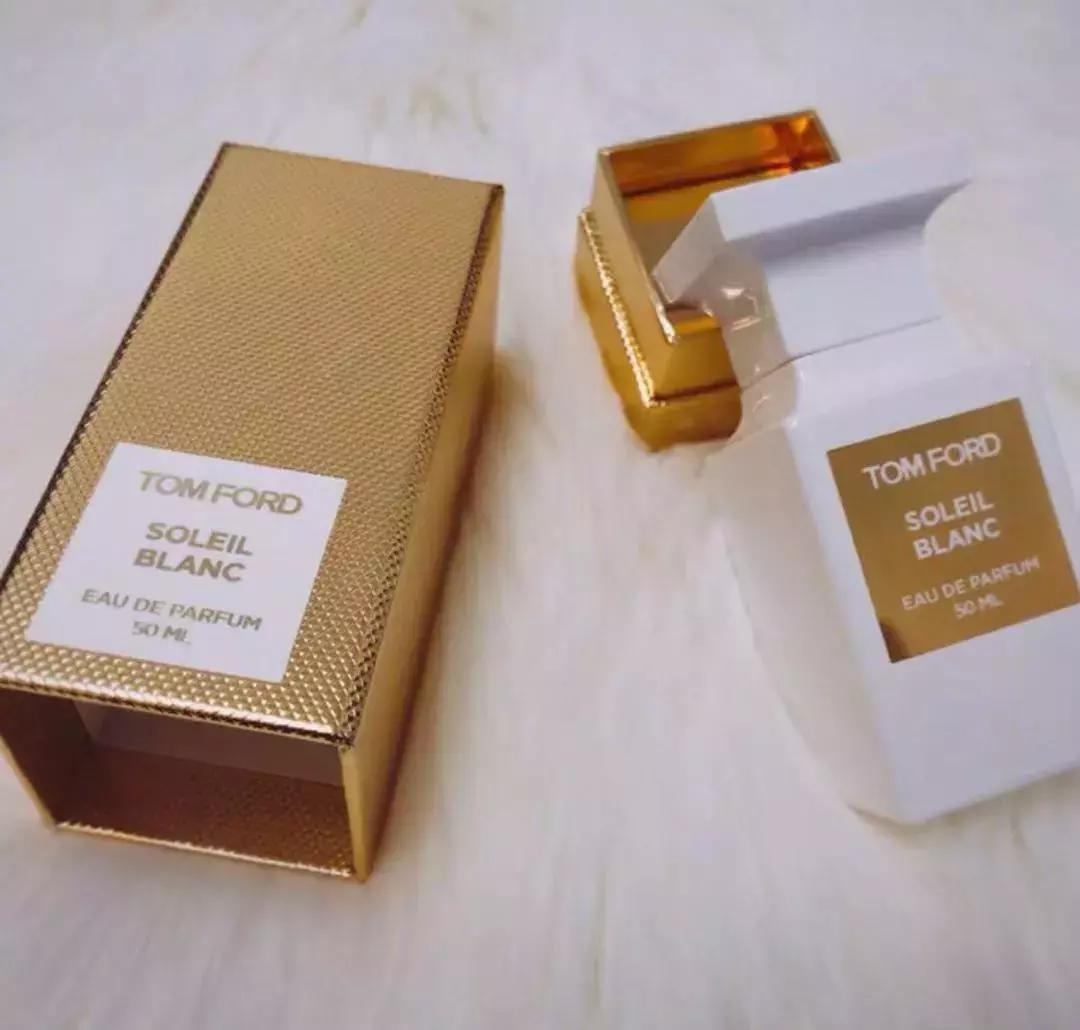 TOM FORD
SOLEIL
BLANC
EAU DE PARFUM
50 ML
TOM FORD
SOLEIL
BLANC
EAU DE PARFUM
50 ML